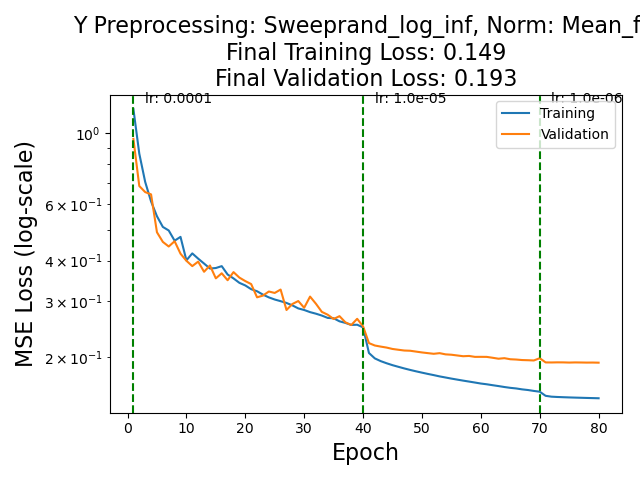 Y Preprocessing: Sweeprand_log_inf, Norm: Mean_f
Final Training Loss: 0.149
Final Validation Loss: 0.193
lr: 0.0001
lr: 1.0e-05
lr: 1.0e-06
Training
Validation
10⁰
6 × 10⁻¹
4 × 10⁻¹
3 × 10⁻¹
2 × 10⁻¹
MSE Loss (log-scale)
0 10 20 30 40 50 60 70 80
Epoch